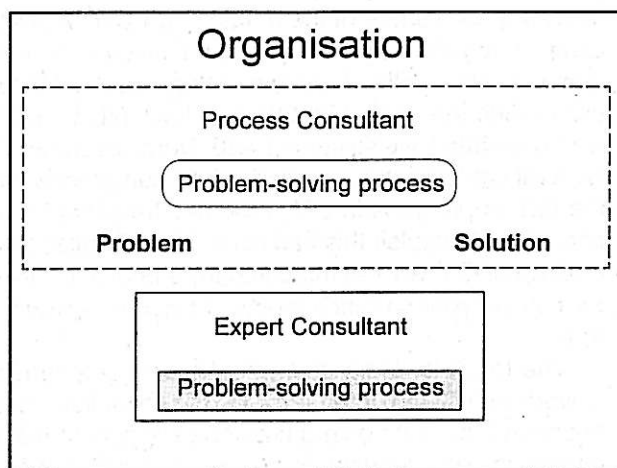 Organisation
Process Consultant
Problem-solving process
Problem Solution
Expert Consultant
Problem-solving process